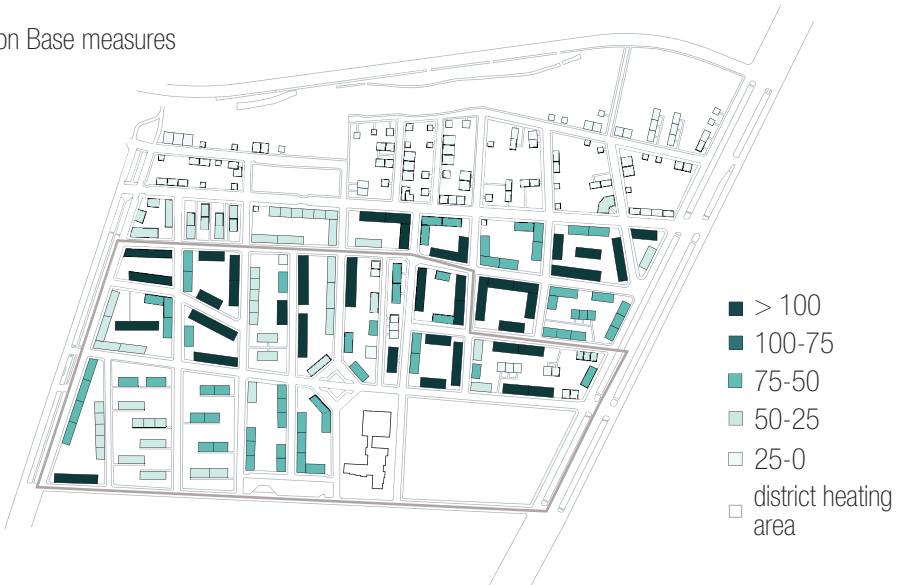 on Base measures
> 100
100-75
75-50
50-25
25-0
district heating
area